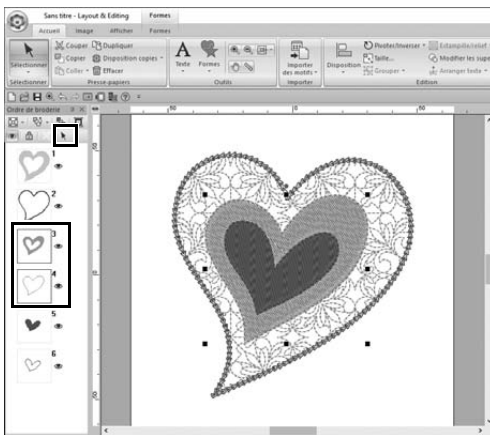 Sans titre - Layout & Editing Formes
Accueil Image Afficher Formes
Sélectionner
Couper Dupliquer
Copier Disposition copies
Coller Effacer
Texte Formes
Importer des motifs
Disposition
Pivoter/Inverser Estampille/relief
Taille... Modifier les supe
Grouper Arranger texte
Sélectionner Presse-papiers Outils Importer Edition
Ordre de broderie
1
2
3
4
5
6